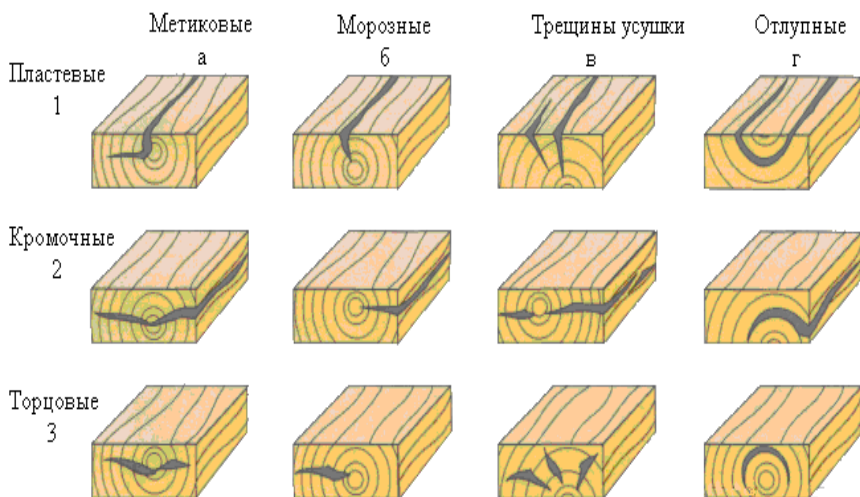 Метиковые
а
Морозные
б
Трещины усушки
в
Отлупные
г
Пластевые
1
Кромочные
2
Торцовые
3